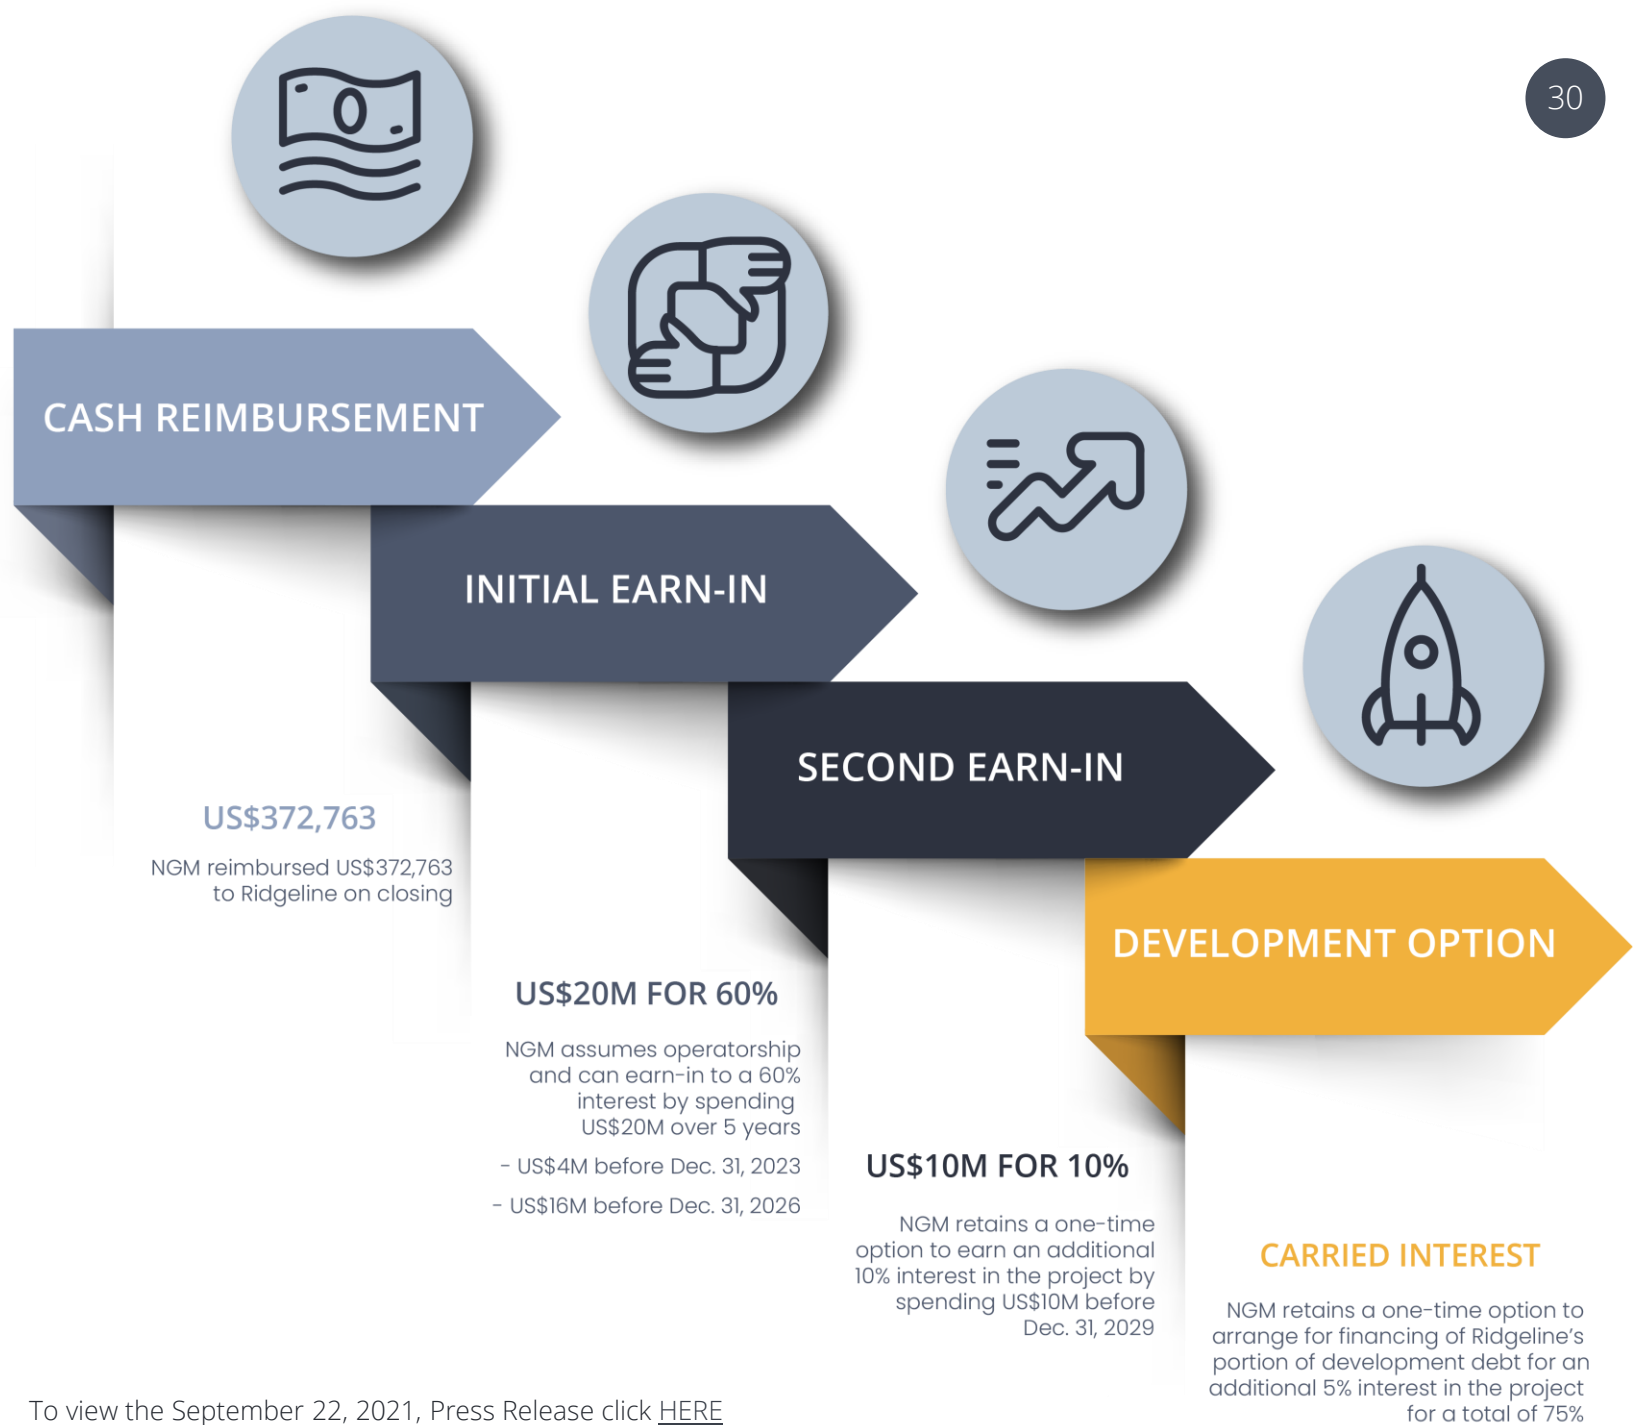 30
CASH REIMBURSEMENT
US$372,763
NGM reimbursed US$372,763
to Ridgeline on closing
INITIAL EARN-IN
US$20M FOR 60%
NGM assumes operatorship
and can earn-in to a 60%
interest by spending
US$20M over 5 years
- US$4M before Dec. 31, 2023
- US$16M before Dec. 31, 2026
SECOND EARN-IN
US$10M FOR 10%
NGM retains a one-time
option to earn an additional
10% interest in the project by
spending US$10M before
Dec. 31, 2029
DEVELOPMENT OPTION
CARRIED INTEREST
NGM retains a one-time option to
arrange for financing of Ridgeline’s
portion of development debt for an
additional 5% interest in the project
for a total of 75%
To view the September 22, 2021, Press Release click HERE